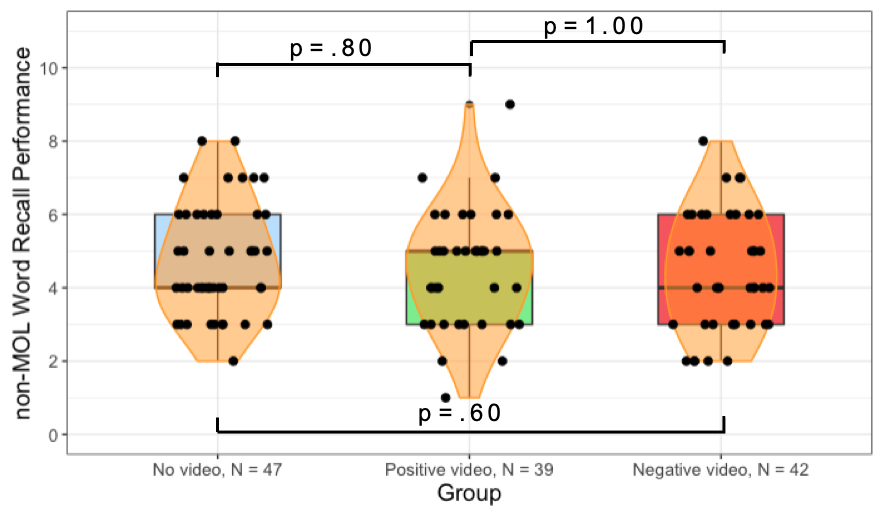 p = 1.00
p = .80
non-MOL Word Recall Performance
10
8
6
4
2
0
p = .60
No video, N = 47
Positive video, N = 39
Negative video, N = 42
Group